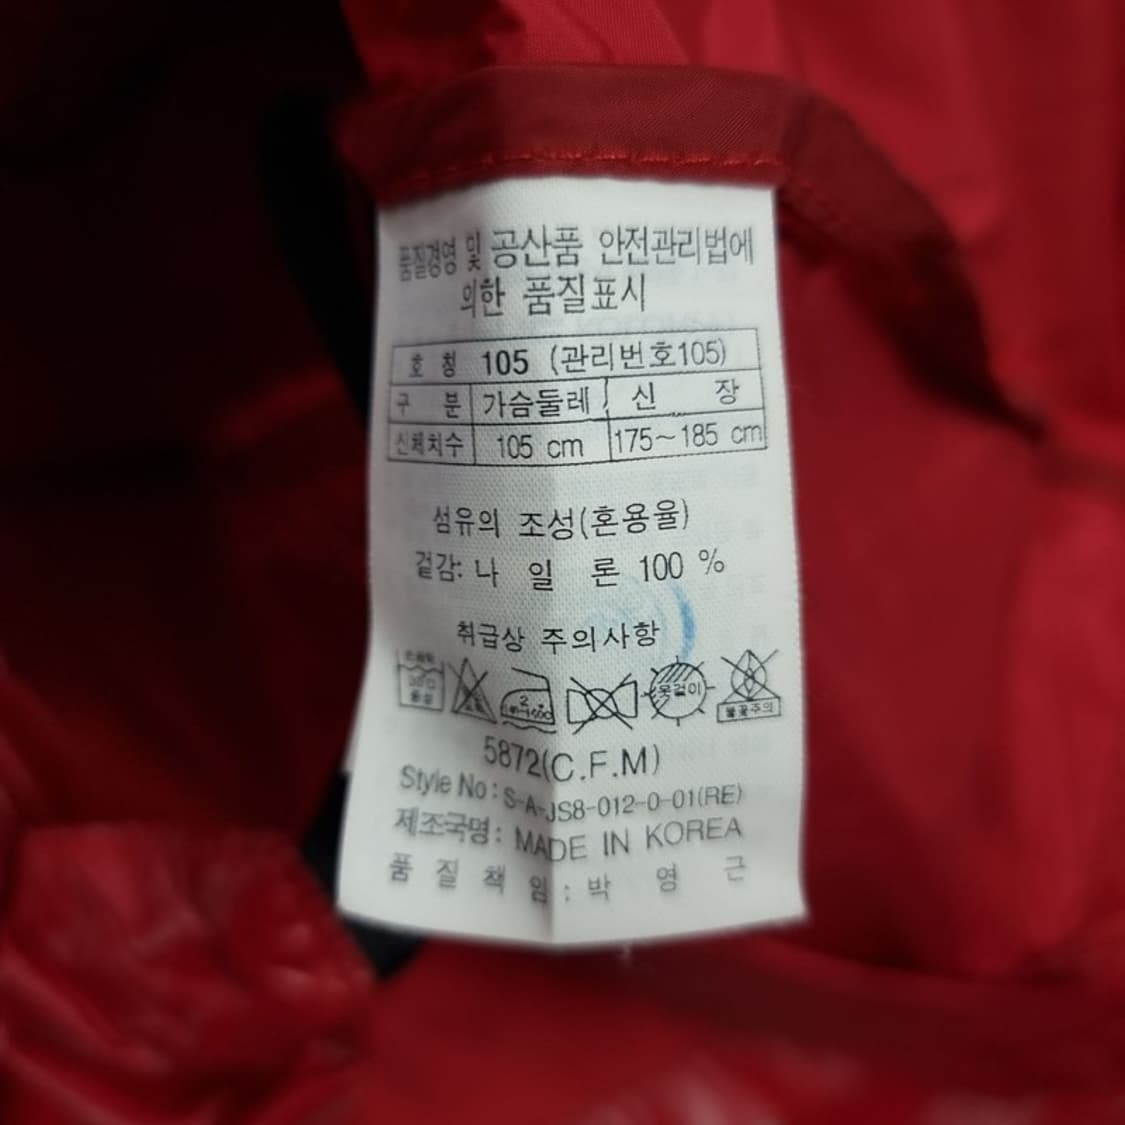 품질경영 및 공산품 안전관리법에
의한 품질표시
호 칭 105 (관리번호105)
구 분 가슴둘레 신 장
신체치수 105 cm 175~185 cm
섬유의 조성(혼용율)
겉감: 나 일 론 100 %
취급상 주의사항
옷걸이
불꽃주의
5872(C.F.M)
Style No: S-A-JS8-012-0-01(RE)
제조국명: MADE IN KOREA
품 질 책 임: 박 영 근